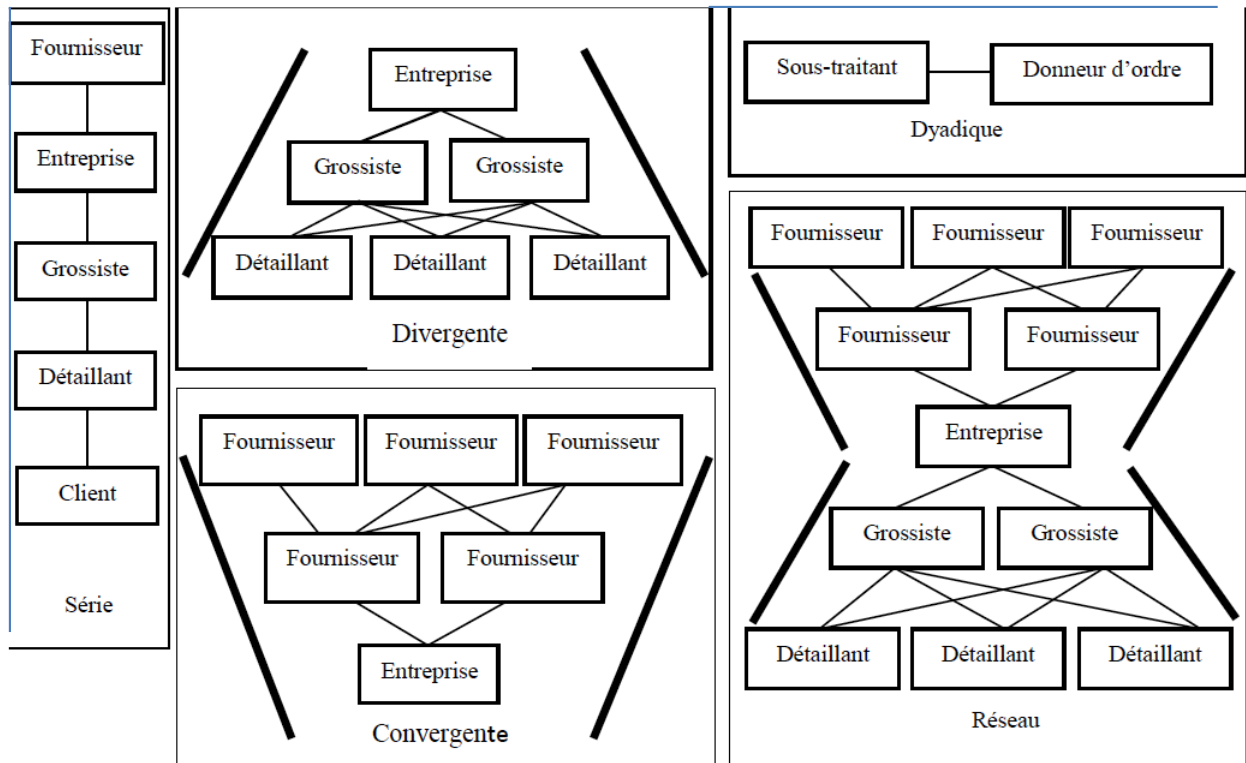 Fournisseur
Entreprise
Grossiste
Détaillant
Client
Série
Entreprise
Grossiste Grossiste
Détaillant Détaillant Détaillant
Divergente
Fournisseur Fournisseur Fournisseur
Fournisseur Fournisseur
Entreprise
Convergente
Sous-traitant Donneur d’ordre
Dyadique
Fournisseur Fournisseur Fournisseur
Fournisseur Fournisseur
Entreprise
Grossiste Grossiste
Détaillant Détaillant Détaillant
Réseau